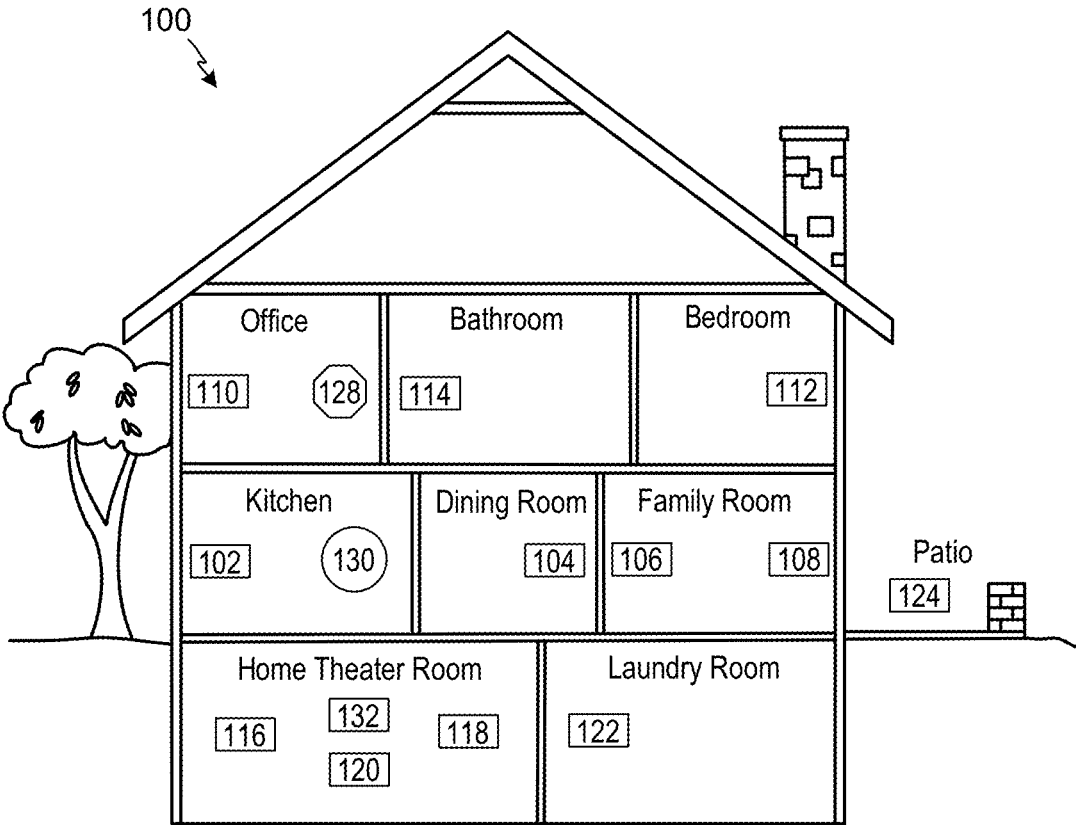 100
Office Bathroom Bedroom
110 128 114 112
Kitchen Dining Room Family Room
102 130 104 106 108
Patio
124
Home Theater Room Laundry Room
116 132 118 122
120